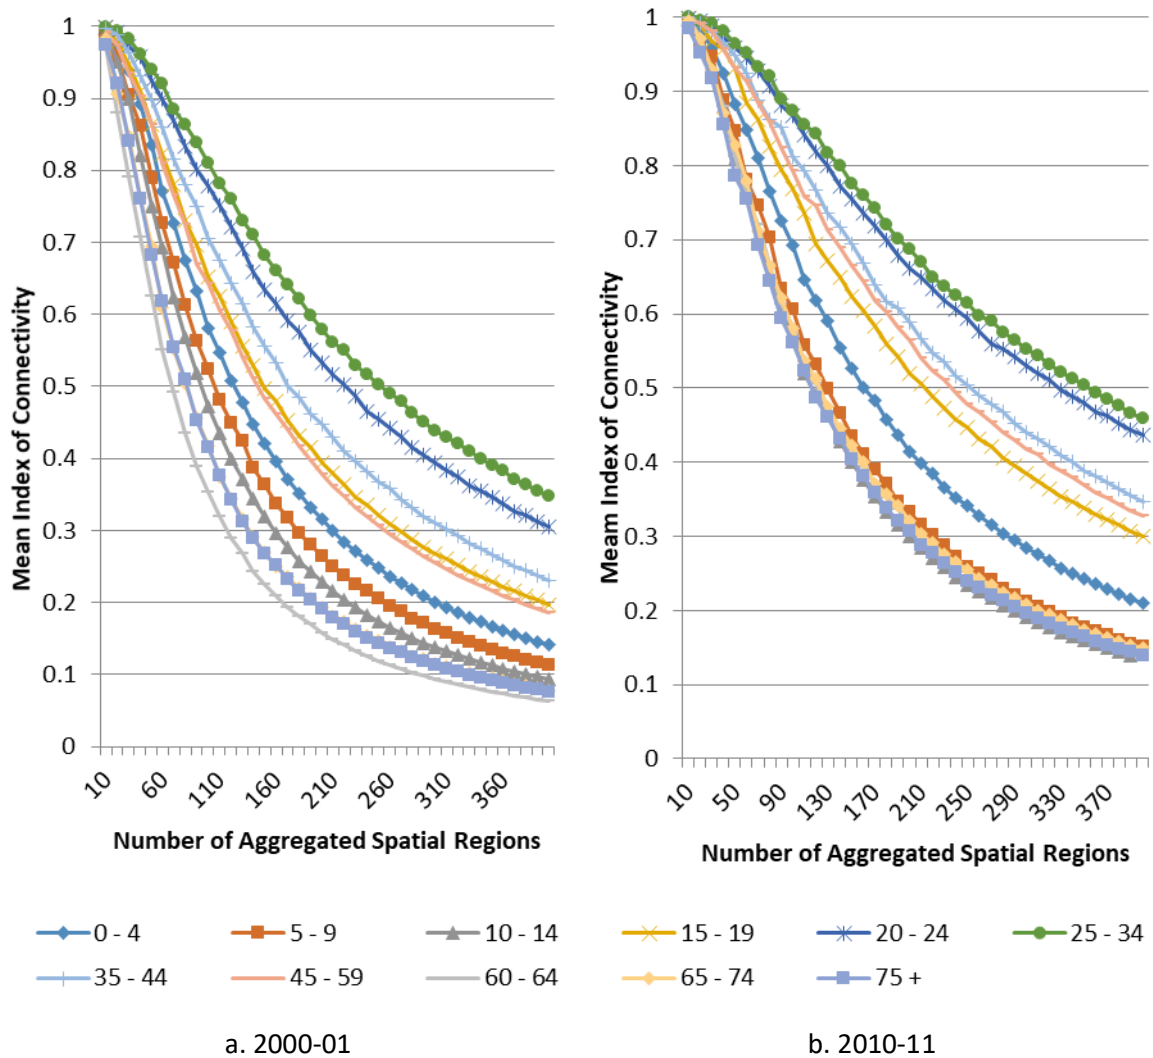 1
0.9
0.8
0.7
0.6
0.5
0.4
0.3
0.2
0.1
0
Mean Index of Connectivity
10
60
110
160
210
260
310
360
Number of Aggregated Spatial Regions
1
0.9
0.8
0.7
0.6
0.5
0.4
0.3
0.2
0.1
0
Meam Index of Connectivity
10
50
90
130
170
210
250
290
330
370
Number of Aggregated Spatial Regions
0 - 4
5 - 9
10 - 14
15 - 19
20 - 24
25 - 34
35 - 44
45 - 59
60 - 64
65 - 74
75 +
a. 2000-01
b. 2010-11